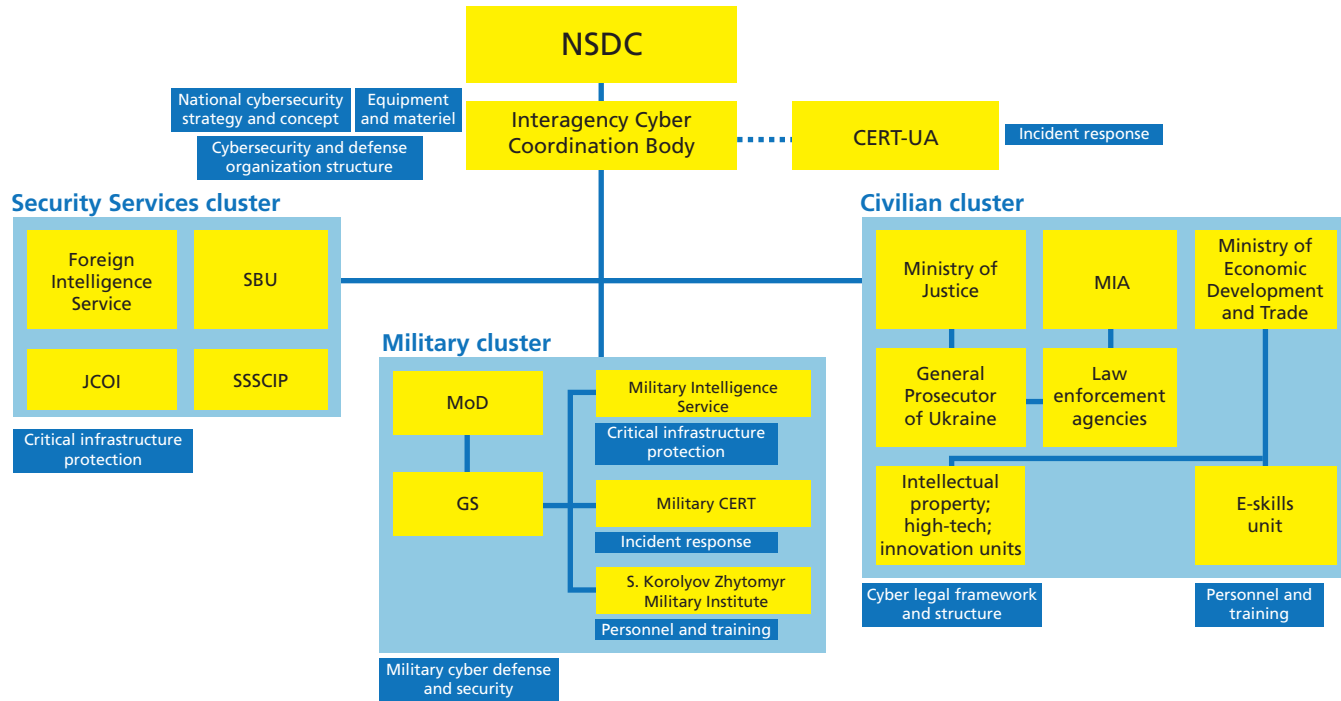 NSDC
National cybersecurity
strategy and concept
Equipment
and materiel
Cybersecurity and defense
organization structure
Interagency Cyber
Coordination Body
CERT-UA
Incident response
Security Services cluster
Foreign
Intelligence
Service
SBU
JCOI
SSSCIP
Critical infrastructure
protection
Military cluster
MoD
GS
Military Intelligence
Service
Critical infrastructure
protection
Military CERT
Incident response
S. Korolyov Zhytomyr
Military Institute
Personnel and training
Military cyber defense
and security
Civilian cluster
Ministry of
Justice
MIA
Ministry of
Economic
Development
and Trade
General
Prosecutor
of Ukraine
Law
enforcement
agencies
Intellectual
property;
high-tech;
innovation units
E-skills
unit
Cyber legal framework
and structure
Personnel and
training